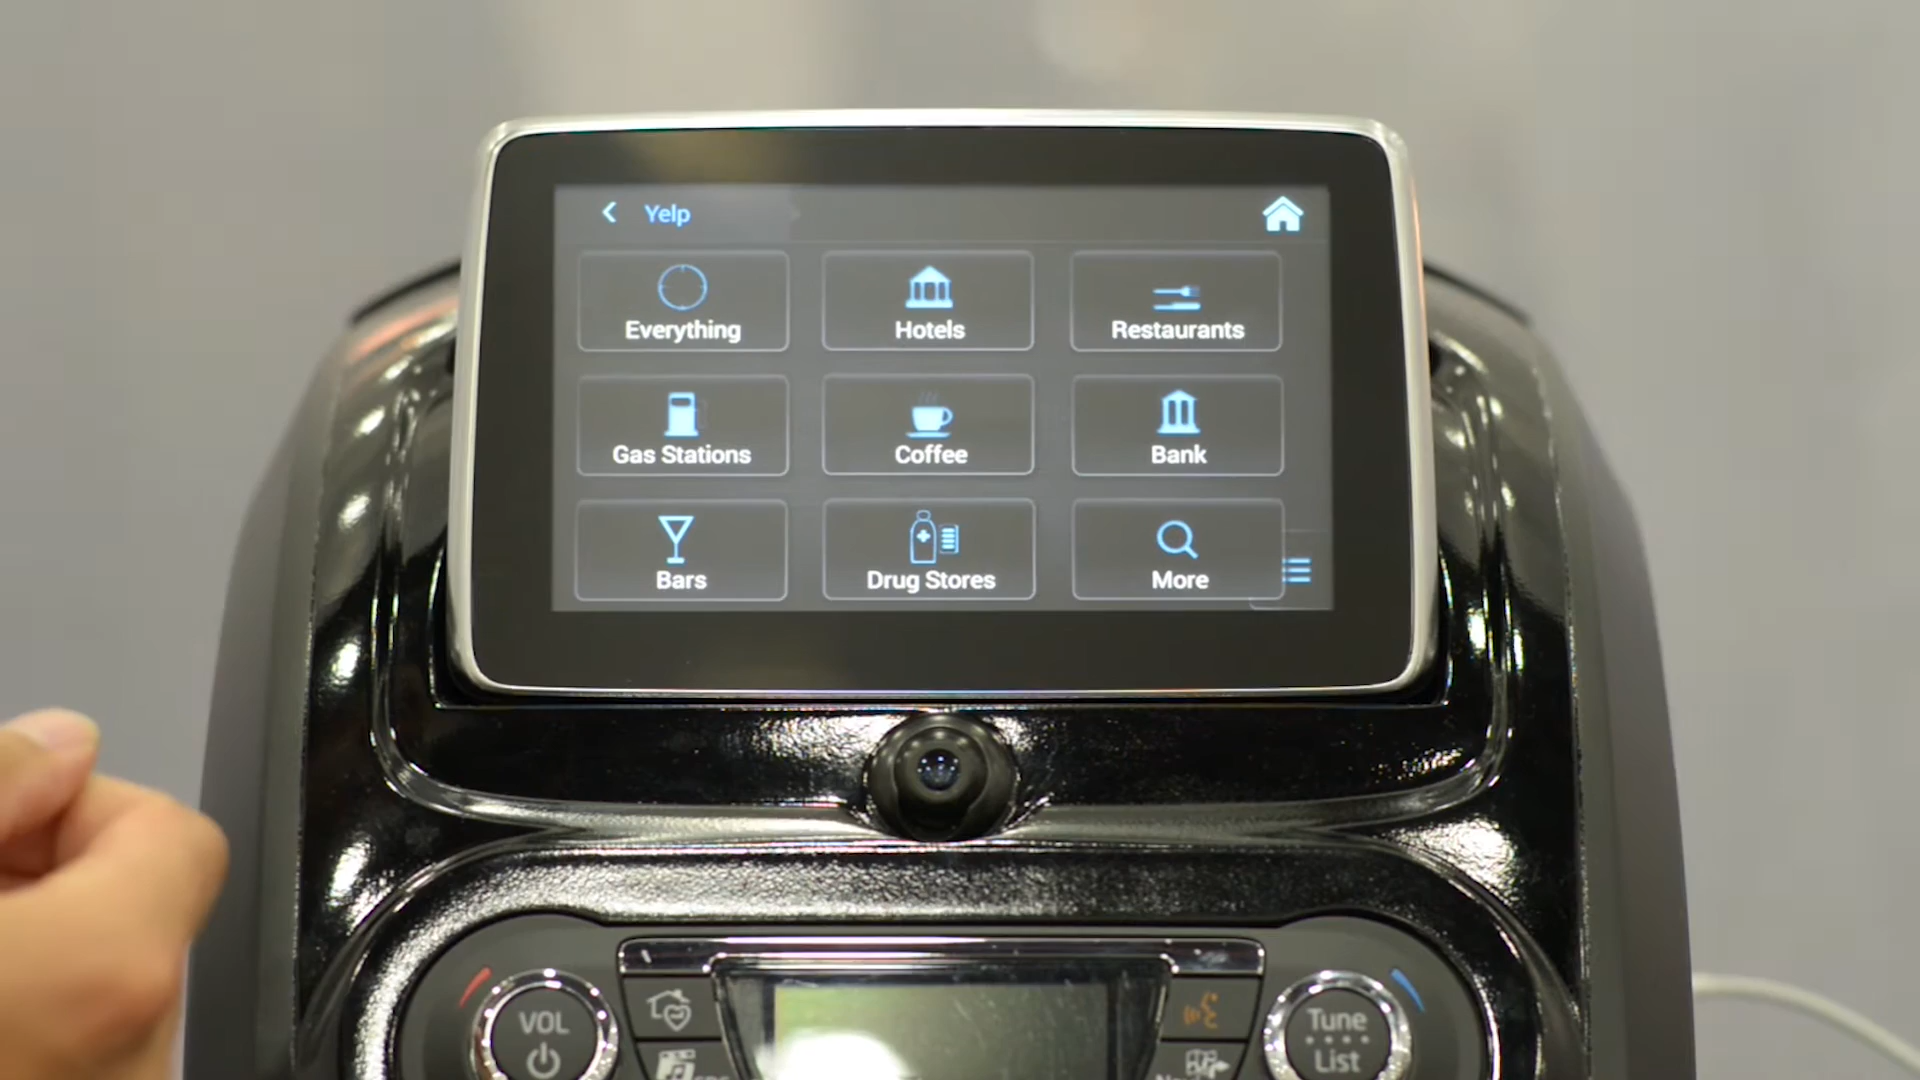 Yelp
Everything
Hotels
Restaurants
Gas Stations
Coffee
Bank
Bars
Drug Stores
More
VOL
Tune
List